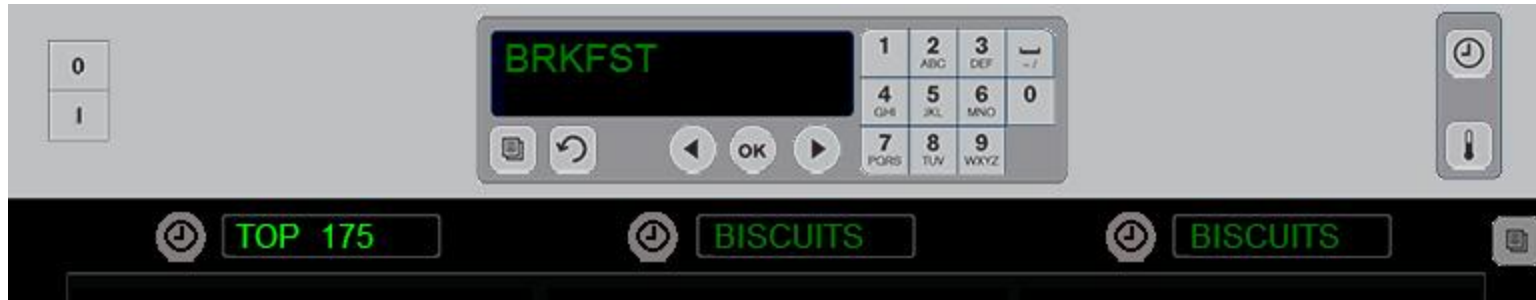 0
I
BRKFST
OK
1
2 ABC
3 DEF
- /
4 GHI
5 JKL
6 MNO
0
7 PQRS
8 TUV
9 WXYZ
TOP 175
BISCUITS
BISCUITS